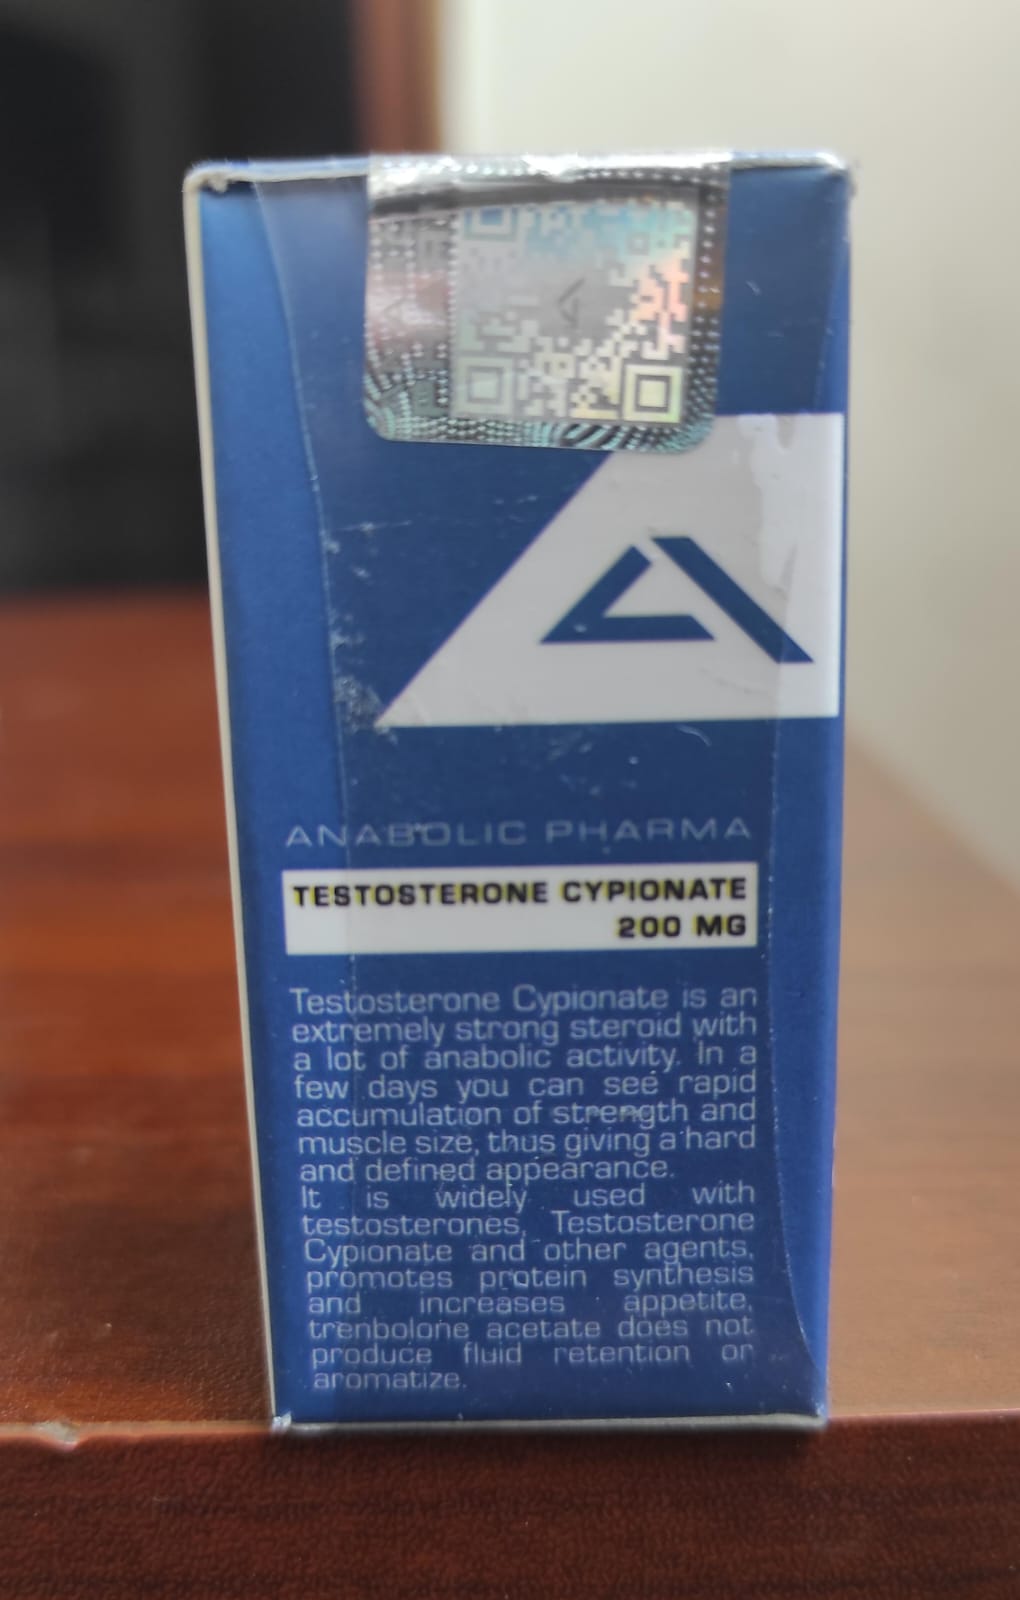 ANABOLIC PHARMA
TESTOSTERONE CYPIONATE
200 MG
Testosterone Cypionate is an
extremely strong steroid with
a lot of anabolic activity. In a
few days you can see rapid
accumulation of strength and
muscle size, thus giving a hard
and defined appearance.
It is widely used with
testosterones, Testosterone
Cypionate and other agents,
promotes protein synthesis
and increases appetite,
trenbolone acetate does not
produce fluid retention or
aromatize.